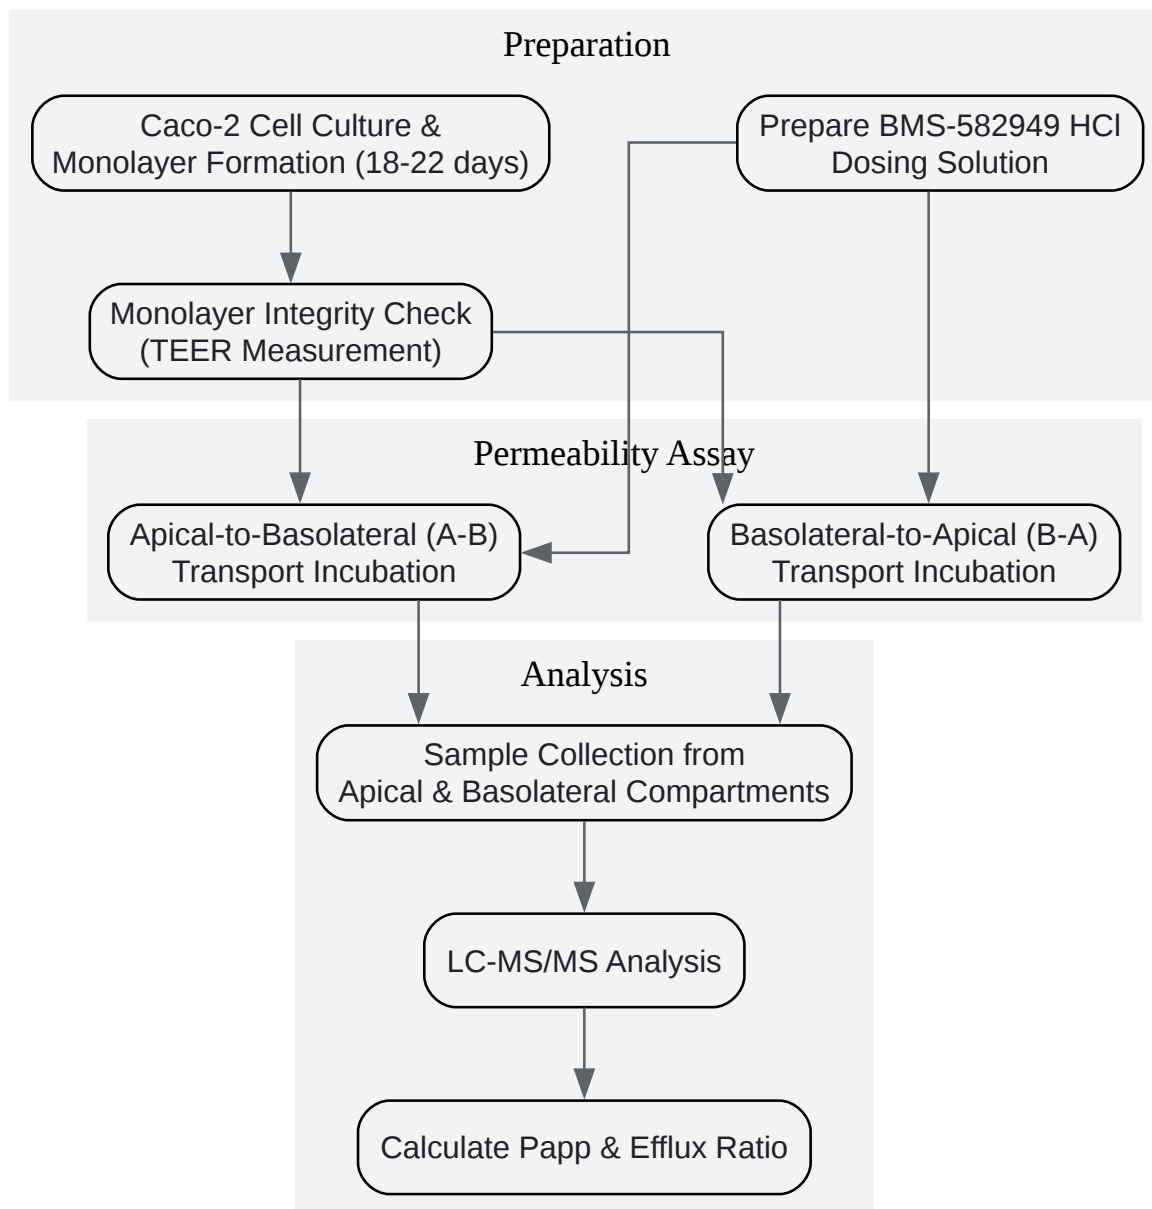 Preparation
Caco-2 Cell Culture &
Monolayer Formation (18-22 days)
Prepare BMS-582949 HCl
Dosing Solution
Monolayer Integrity Check
(TEER Measurement)
Permeability Assay
Apical-to-Basolateral (A-B)
Transport Incubation
Basolateral-to-Apical (B-A)
Transport Incubation
Analysis
Sample Collection from
Apical & Basolateral Compartments
LC-MS/MS Analysis
Calculate Papp & Efflux Ratio